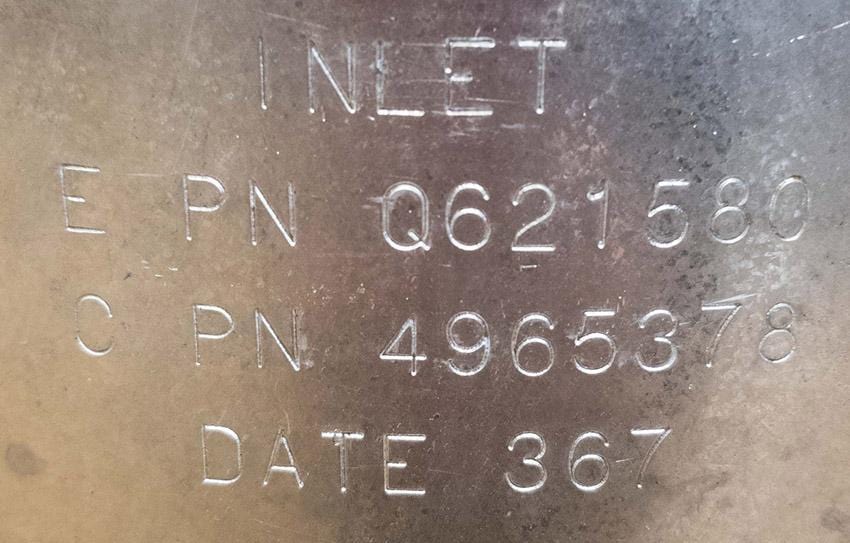 INLET
E PN Q621580
C PN 4965378
DATE 367